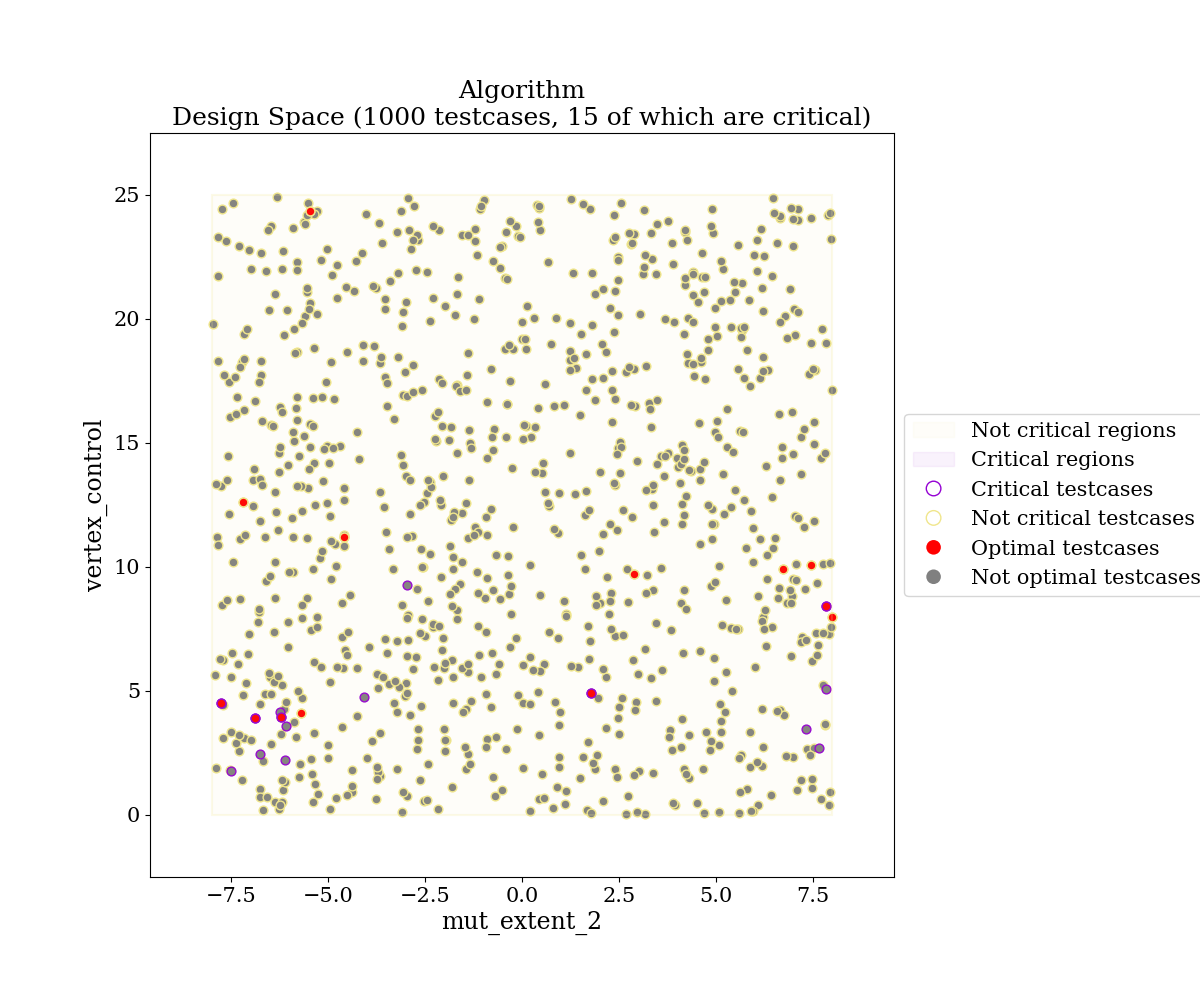 Algorithm
Design Space (1000 testcases, 15 of which are critical)
25
20
15
10
5
0
vertex_control
−7.5 −5.0 −2.5 0.0 2.5 5.0 7.5
mut_extent_2
Not critical regions
Critical regions
Critical testcases
Not critical testcases
Optimal testcases
Not optimal testcases